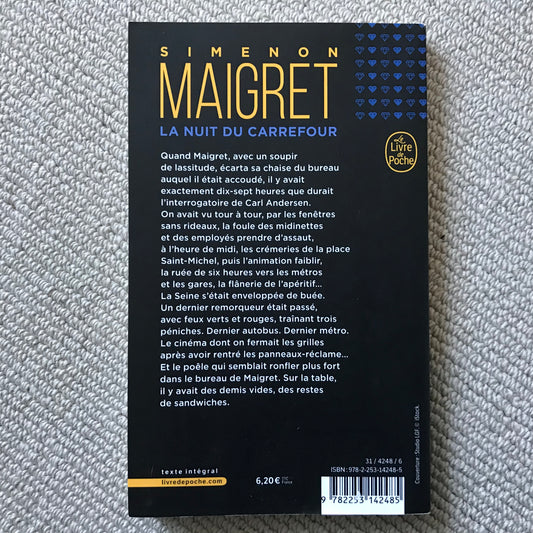 SIMENON
MAIGRET
LA NUIT DU CARREFOUR
Le
Livre
de
Poche
Quand Maigret, avec un soupir
de lassitude, écarta sa chaise du bureau
auquel il était accoudé, il y avait
exactement dix-sept heures que durait
l'interrogatoire de Carl Andersen.
On avait vu tour à tour, par les fenêtres
sans rideaux, la foule des midinettes
et des employés prendre d'assaut,
à l'heure de midi, les crémeries de la place
Saint-Michel, puis l'animation faiblir,
la ruée de six heures vers les métros
et les gares, la flânerie de l'apéritif...
La Seine s'était enveloppée de buée.
Un dernier remorqueur était passé,
avec feux verts et rouges, traînant trois
péniches. Dernier autobus. Dernier métro.
Le cinéma dont on fermait les grilles
après avoir rentré les panneaux-réclame...
Et le poêle qui semblait ronfler plus fort
dans le bureau de Maigret. Sur la table,
il y avait des demis vides, des restes
de sandwiches.
texte intégral
livredepoche.com
6,20 € TTC
France
31 / 4248 / 6
ISBN : 978-2-253-14248-5
9 782253 142485
Couverture : Studio LGF. © iStock.